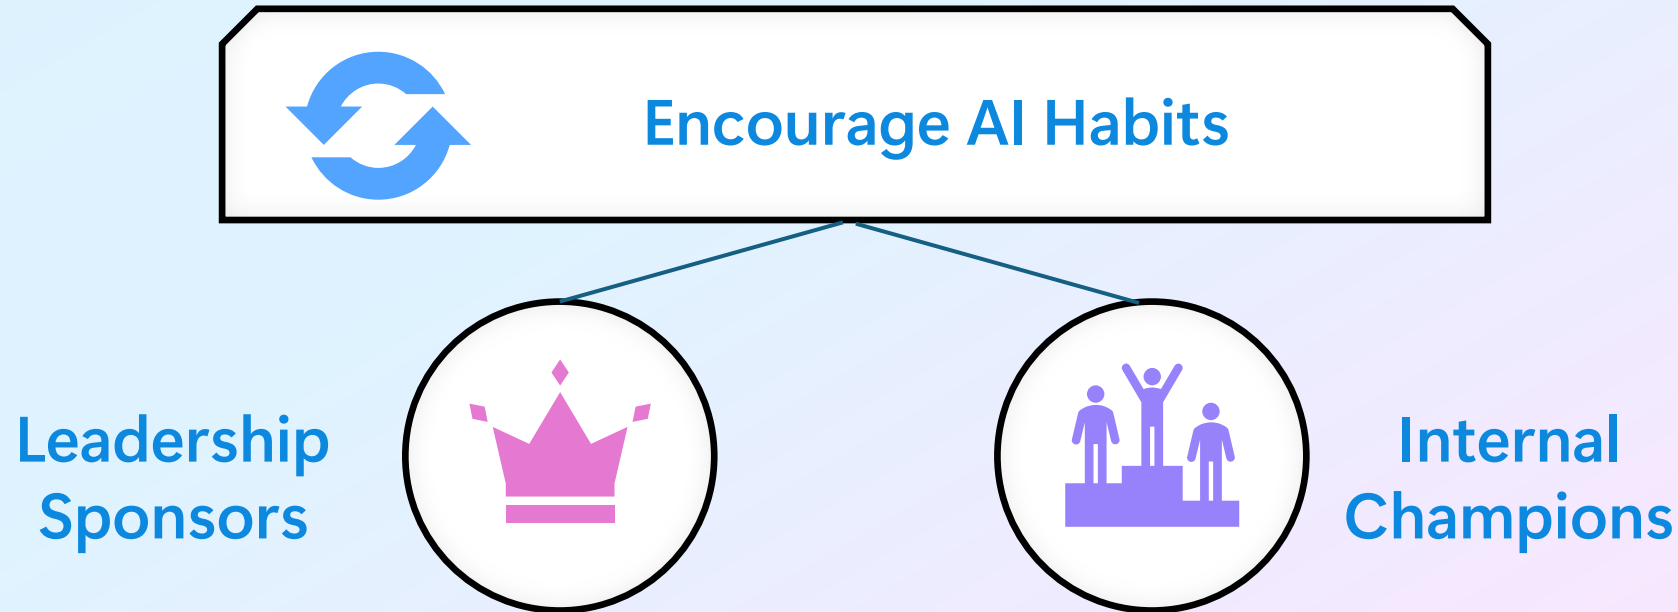 Encourage AI Habits
Leadership
Sponsors
Internal
Champions